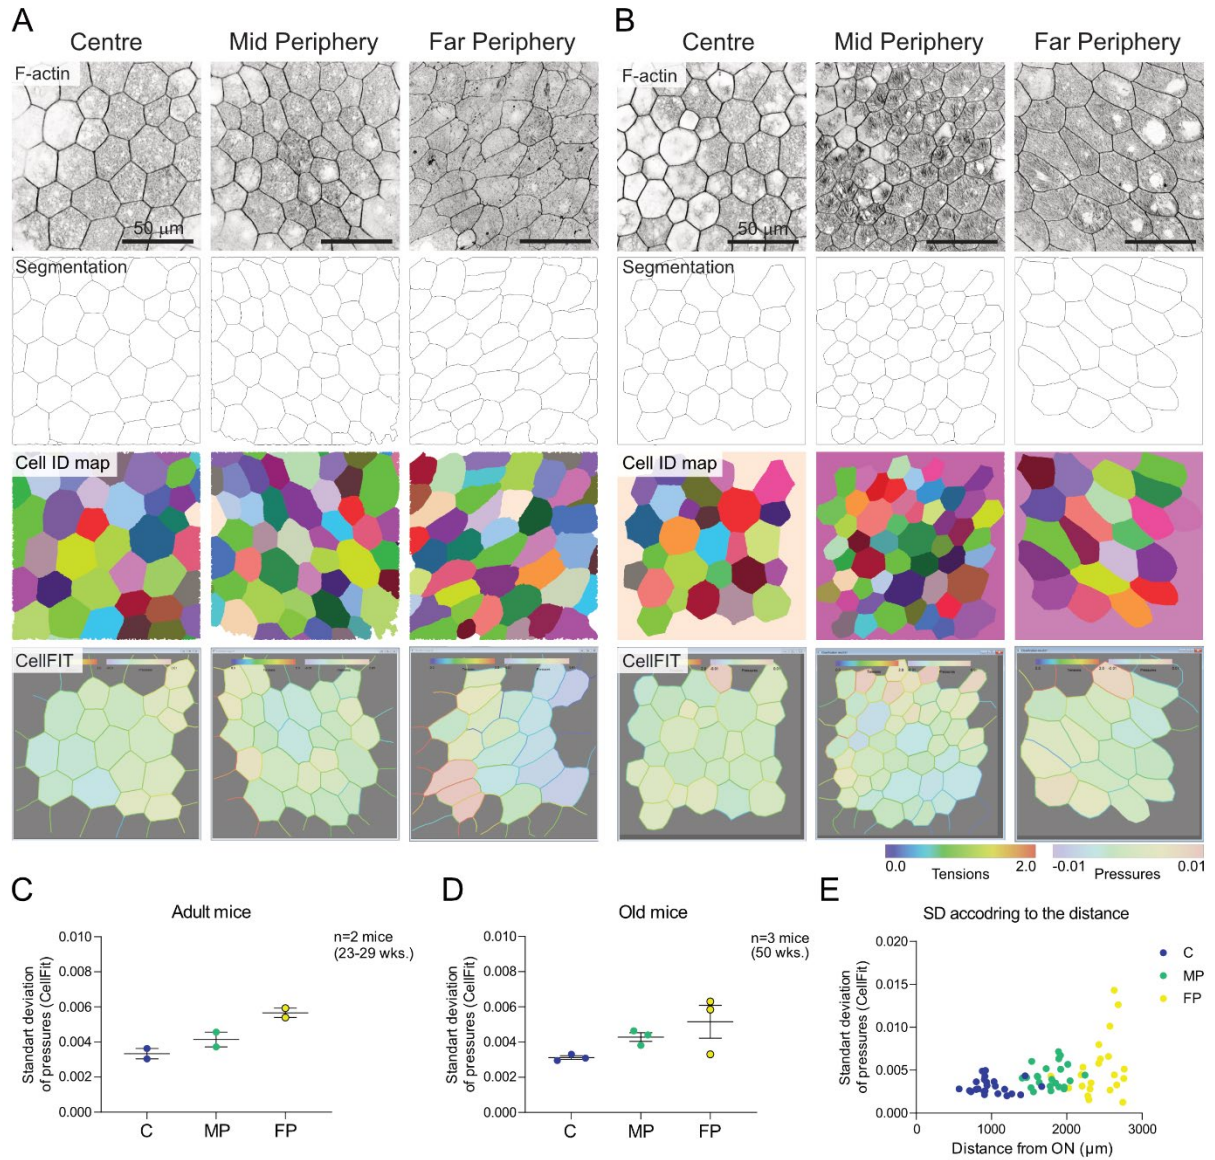 A
B
Centre
Mid Periphery
Far Periphery
Centre
Mid Periphery
Far Periphery
F-actin
50 µm
F-actin
50 µm
Segmentation
Segmentation
Cell ID map
Cell ID map
CellFIT
CellFIT
0.0
Tensions
2.0
-0.01
Pressures
0.01
C
Adult mice
n=2 mice
(23-29 wks.)
Standart deviation
of pressures (CellFit)
0.010
0.008
0.006
0.004
0.002
0.000
C
MP
FP
D
Old mice
n=3 mice
(50 wks.)
Standart deviation
of pressures (CellFit)
0.010
0.008
0.006
0.004
0.002
0.000
C
MP
FP
E
SD accodring to the distance
C
MP
FP
Standart deviation
of pressures (CellFit)
0.020
0.015
0.010
0.005
0.000
0
1000
2000
3000
Distance from ON (µm)